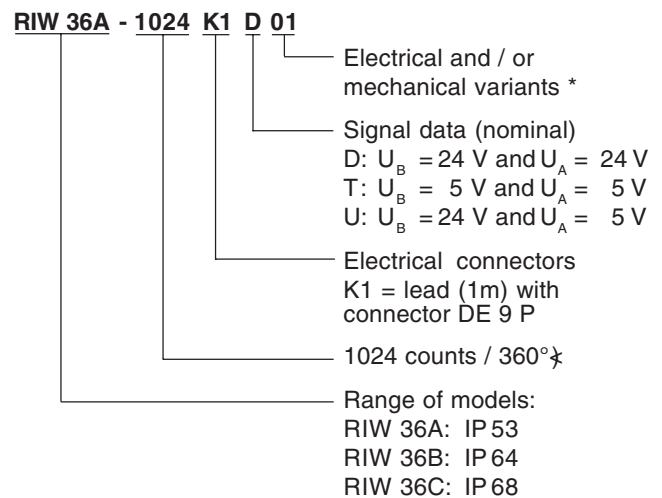 RIW 36A - 1024 K1 D 01
Electrical and / or
mechanical variants *
Signal data (nominal)
D: U_B = 24 V and U_A = 24 V
T: U_B = 5 V and U_A = 5 V
U: U_B = 24 V and U_A = 5 V
Electrical connectors
K1 = lead (1m) with
connector DE 9 P
1024 counts / 360°∢
Range of models:
RIW 36A: IP 53
RIW 36B: IP 64
RIW 36C: IP 68